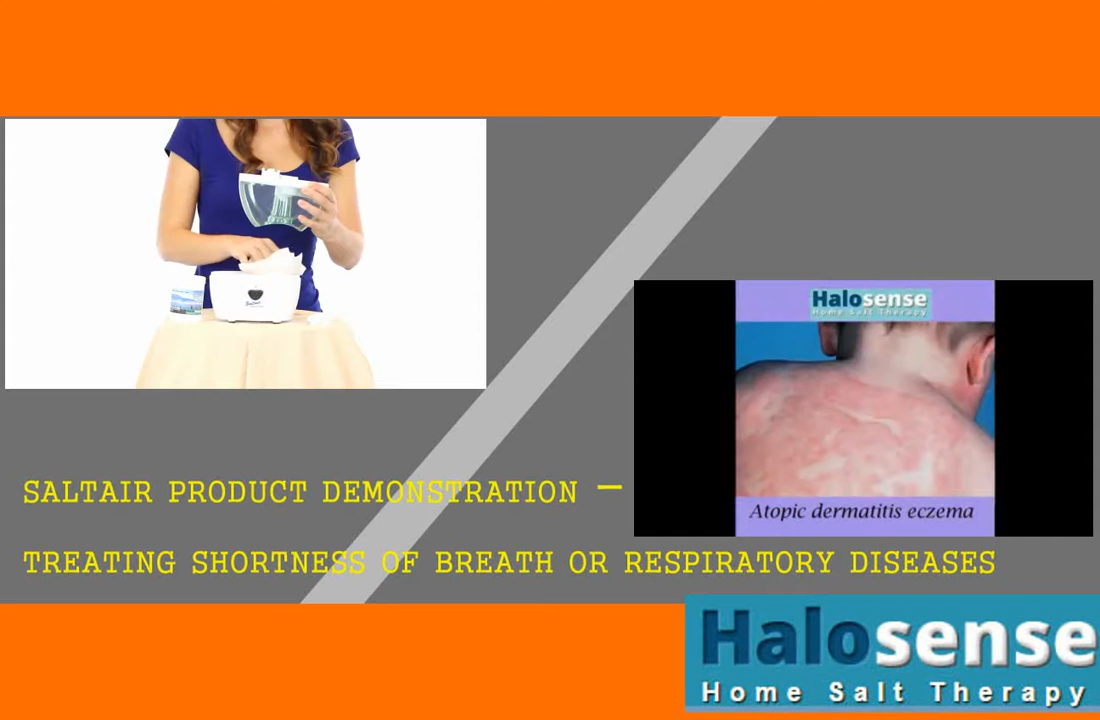 Halosense
Home Salt Therapy
Atopic dermatitis eczema
SALTAIR PRODUCT DEMONSTRATION —
TREATING SHORTNESS OF BREATH OR RESPIRATORY DISEASES
Halosense
Home Salt Therapy